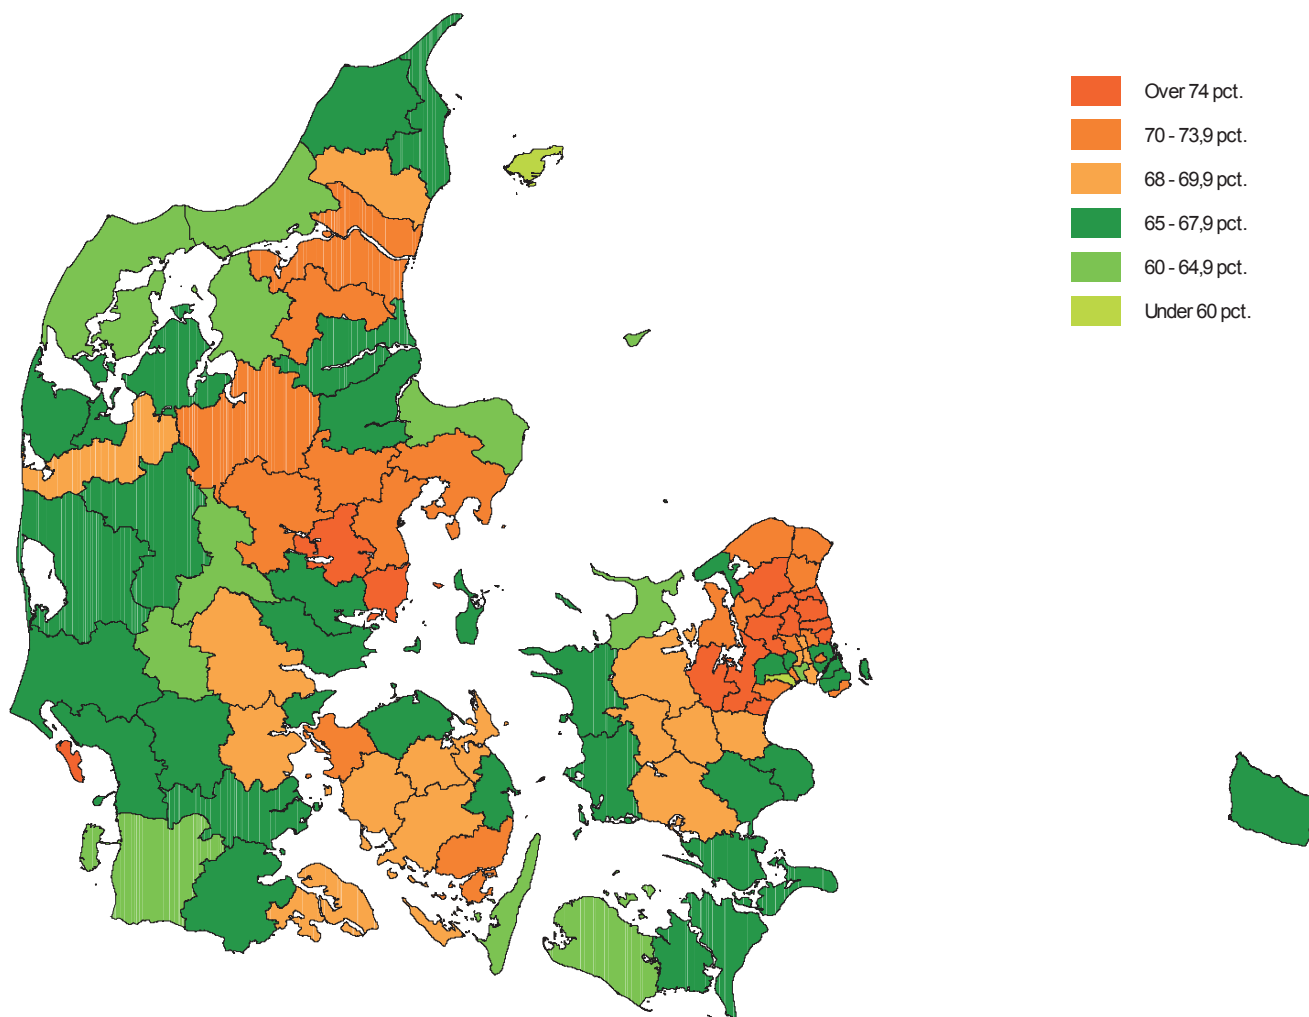 Over 74 pct.
70 - 73,9 pct.
68 - 69,9 pct.
65 - 67,9 pct.
60 - 64,9 pct.
Under 60 pct.